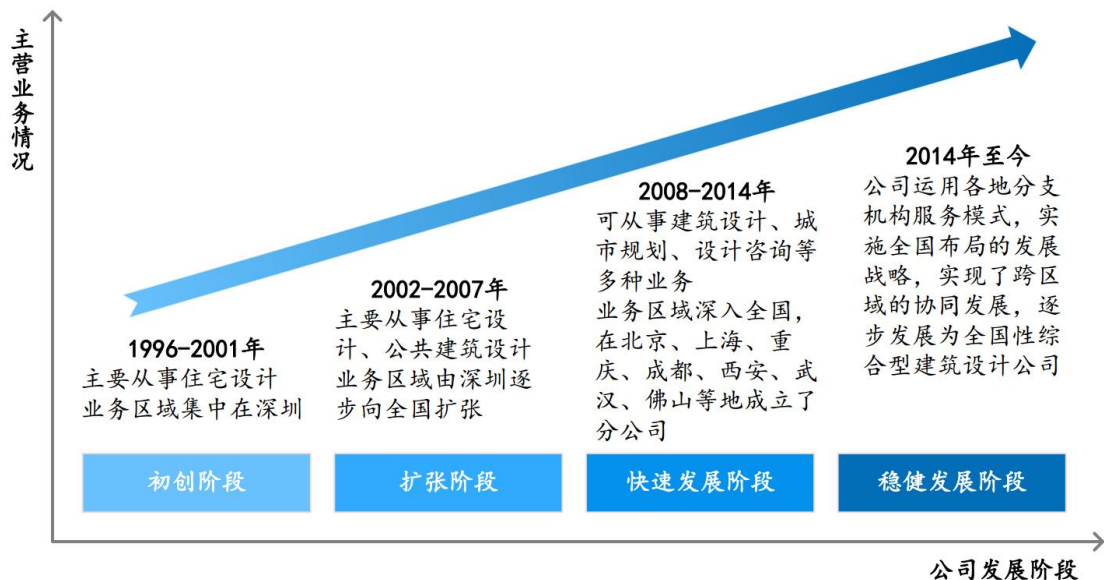 主营业务情况
1996-2001年
主要从事住宅设计
业务区域集中在深圳
初创阶段
2002-2007年
主要从事住宅设
计、公共建筑设计
业务区域由深圳逐
步向全国扩张
扩张阶段
2008-2014年
可从事建筑设计、城
市规划、设计咨询等
多种业务
业务区域深入全国，
在北京、上海、重
庆、成都、西安、武
汉、佛山等地成立了
分公司
快速发展阶段
2014年至今
公司运用各地分支
机构服务模式，实
施全国布局的发展
战略，实现了跨区
域的协同发展，逐
步发展为全国性综
合型建筑设计公司
稳健发展阶段
公司发展阶段